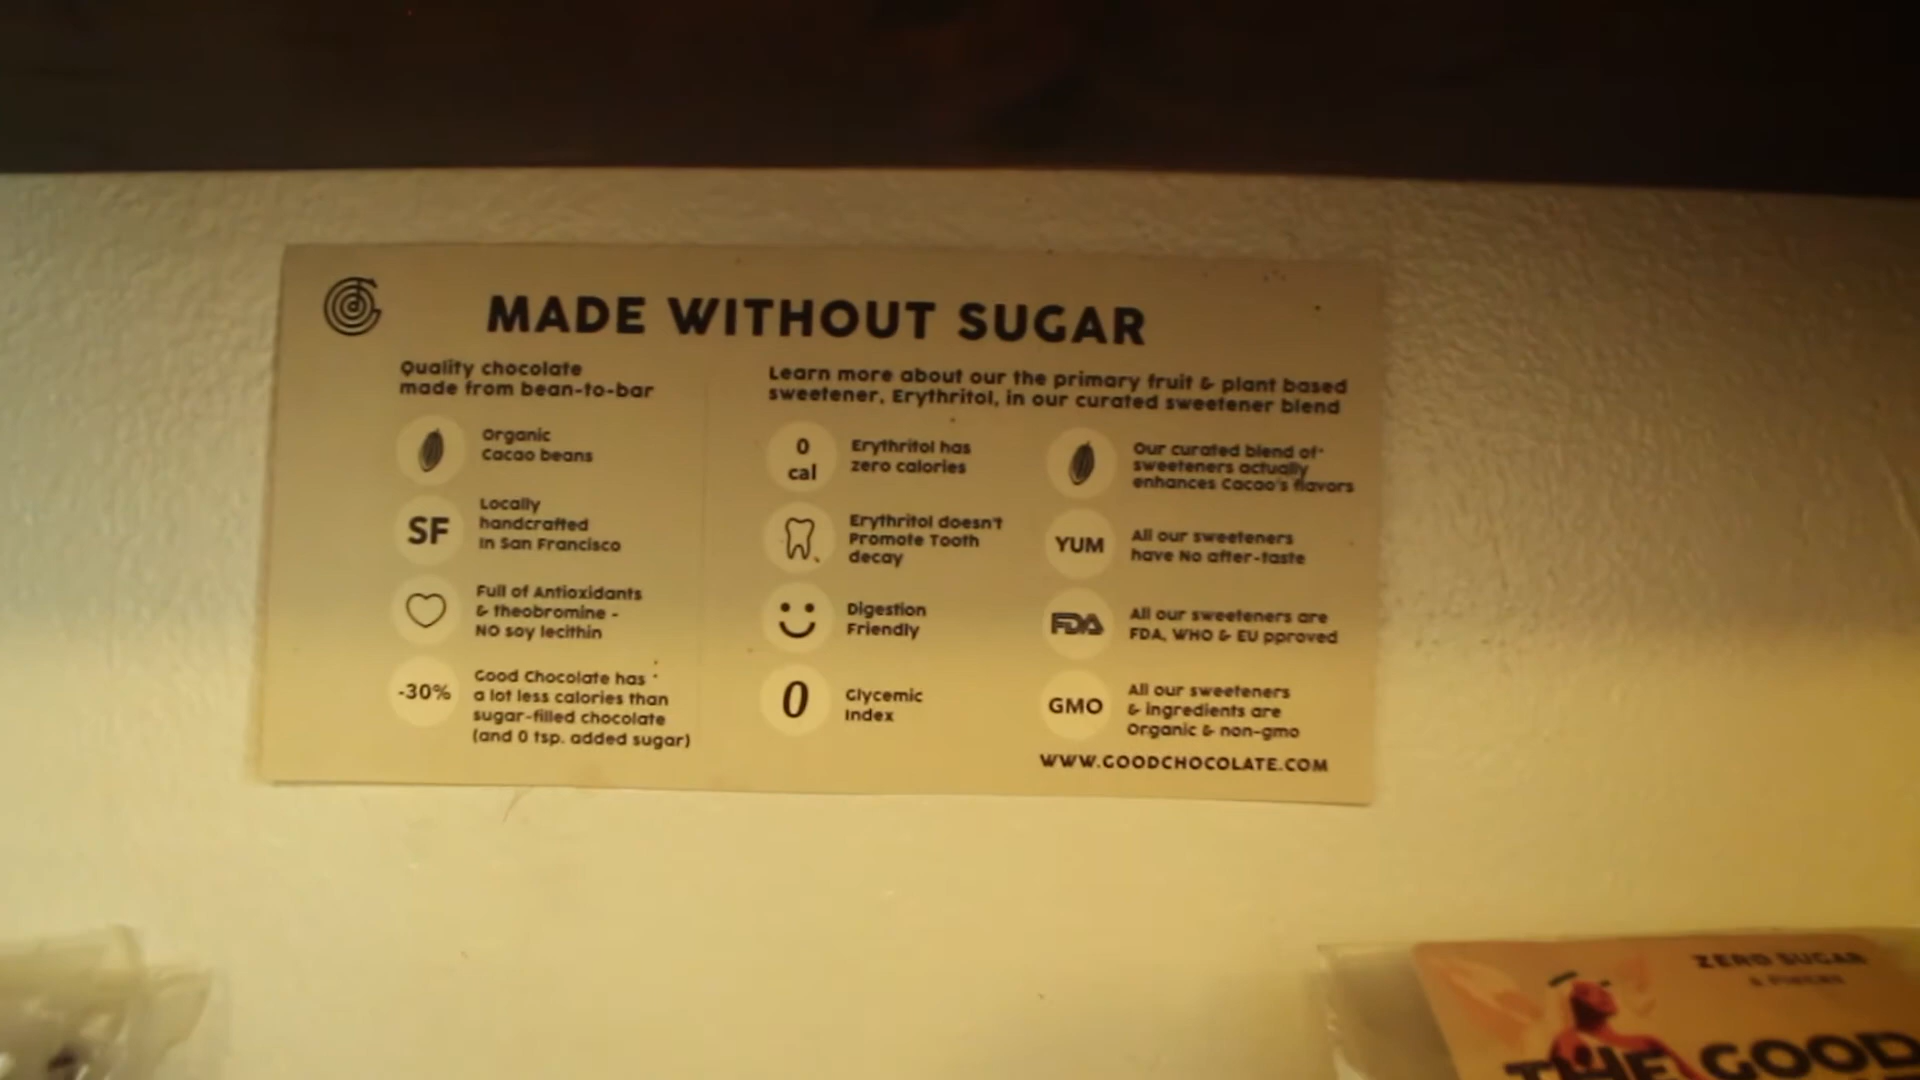 MADE WITHOUT SUGAR
Quality chocolate
made from bean-to-bar
Organic
Cacao beans
SF
Locally
handcrafted
In San Francisco
Full of Antioxidants
& theobromine -
NO soy lecithin
-30%
Good Chocolate has
a lot less calories than
sugar-filled chocolate
(and 0 tsp. added sugar)
Learn more about our the primary fruit & plant based
sweetener, Erythritol, in our curated sweetener blend
0
cal
Erythritol has
zero calories
Erythritol doesn't
Promote Tooth
decay
Digestion
Friendly
0
Glycemic
Index
Our curated blend of
sweeteners actually
enhances Cacao's flavors
YUM
All our sweeteners
have No after-taste
FDA
All our sweeteners are
FDA, WHO & EU pproved
GMO
All our sweeteners
& ingredients are
Organic & non-gmo
WWW.GOODCHOCOLATE.COM
ZERO SUGAR
THE GOOD